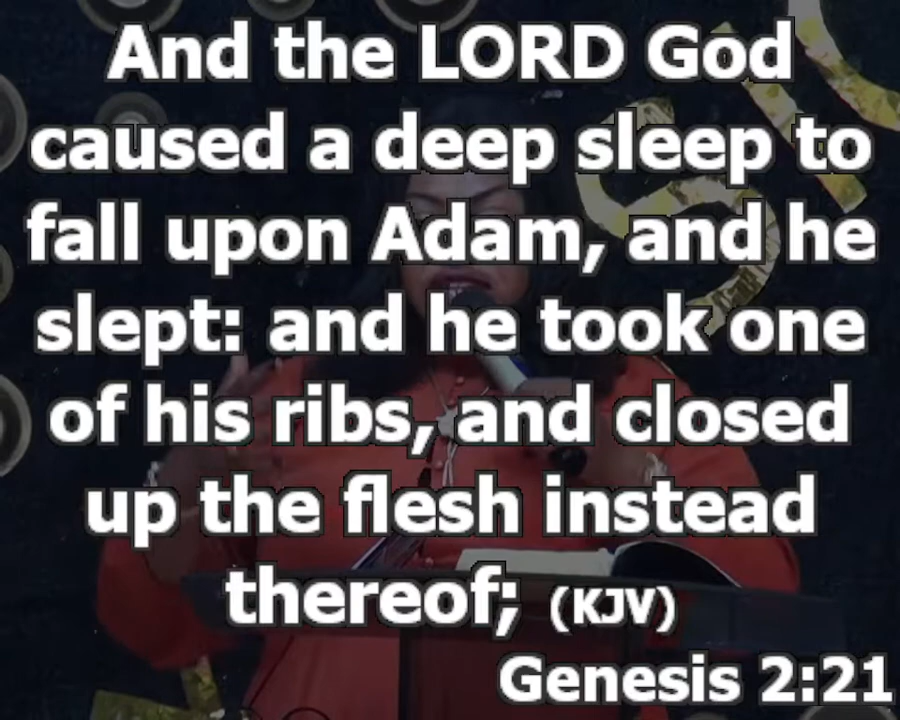 And the LORD God
caused a deep sleep to
fall upon Adam, and he
slept: and he took one
of his ribs, and closed
up the flesh instead
thereof; (KJV)
Genesis 2:21